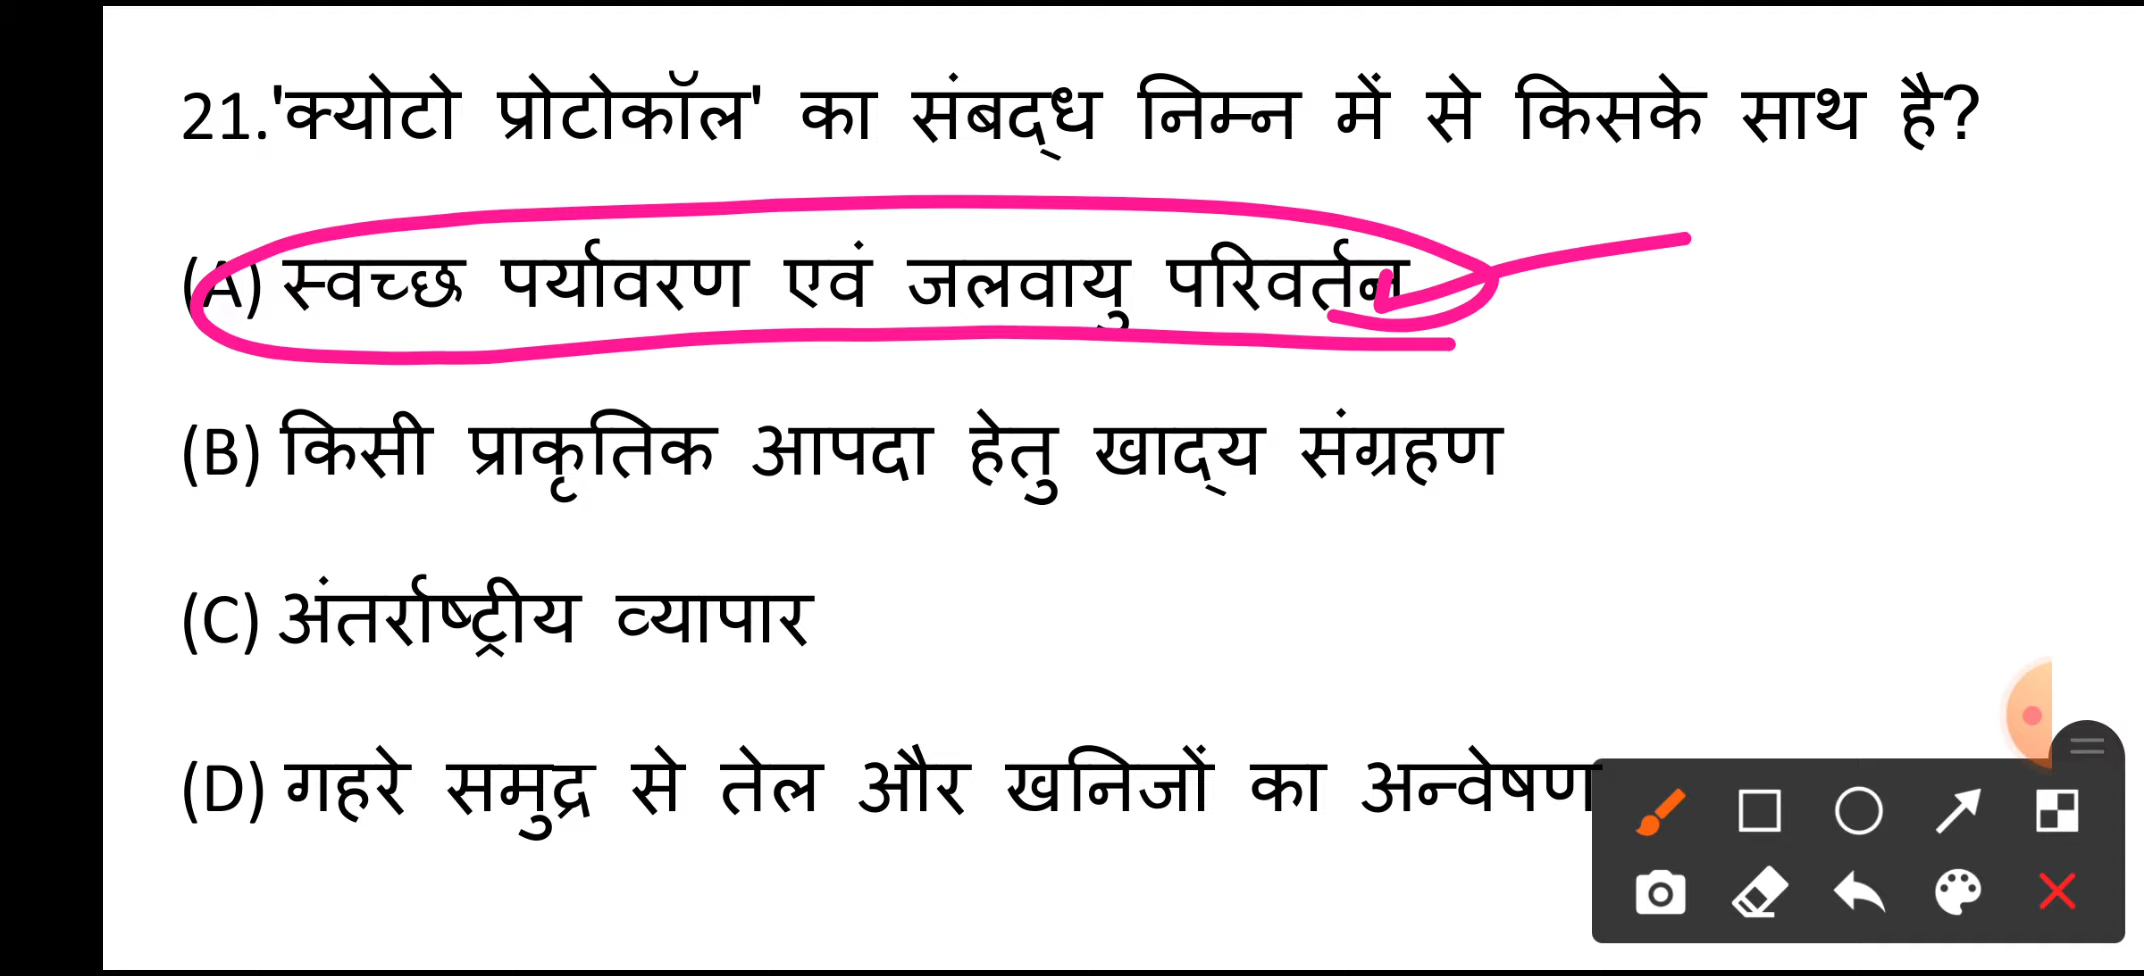 21.'क्योटो प्रोटोकॉल' का संबद्ध निम्न में से किसके साथ है?
(A) स्वच्छ पर्यावरण एवं जलवायु परिवर्तन
(B) किसी प्राकृतिक आपदा हेतु खाद्य संग्रहण
(C) अंतर्राष्ट्रीय व्यापार
(D) गहरे समुद्र से तेल और खनिजों का अन्वेषण